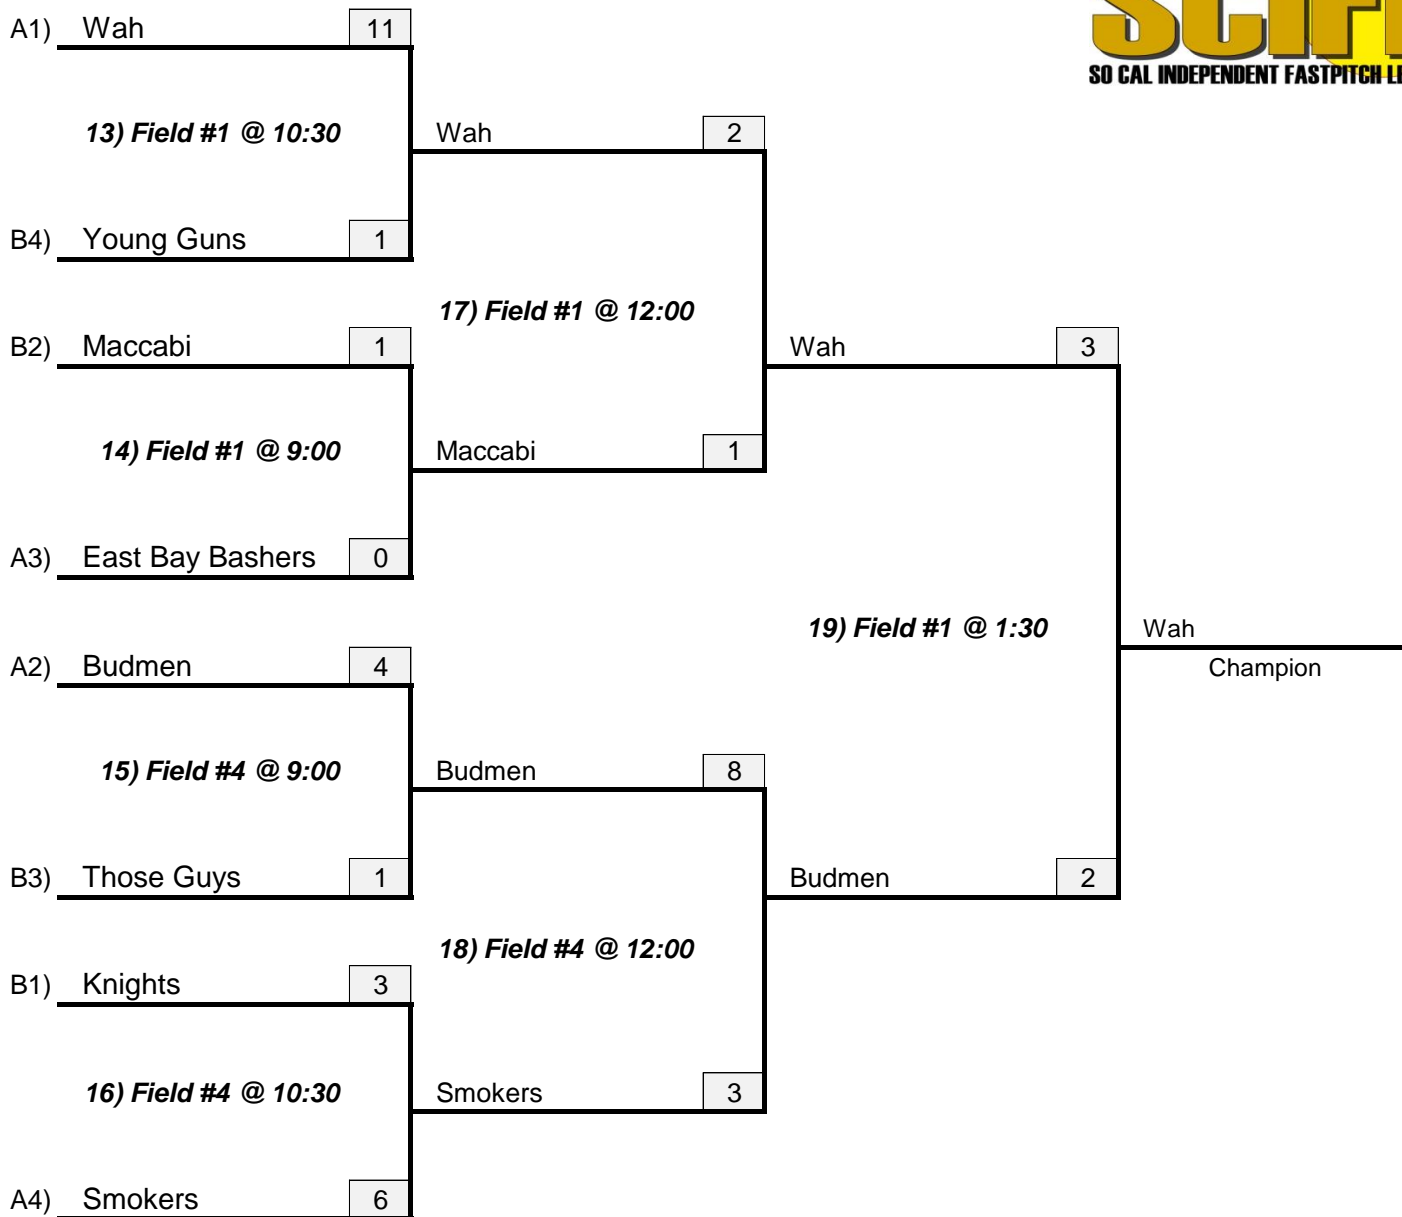 A1) Wah 11
SO CAL INDEPENDENT FASTPITCH
13) Field #1 @ 10:30
Wah 2
B4) Young Guns 1
17) Field #1 @ 12:00
B2) Maccabi 1
Wah 3
14) Field #1 @ 9:00
Maccabi 1
A3) East Bay Bashers 0
19) Field #1 @ 1:30
Wah
Champion
A2) Budmen 4
15) Field #4 @ 9:00
Budmen 8
B3) Those Guys 1
Budmen 2
18) Field #4 @ 12:00
B1) Knights 3
16) Field #4 @ 10:30
Smokers 3
A4) Smokers 6